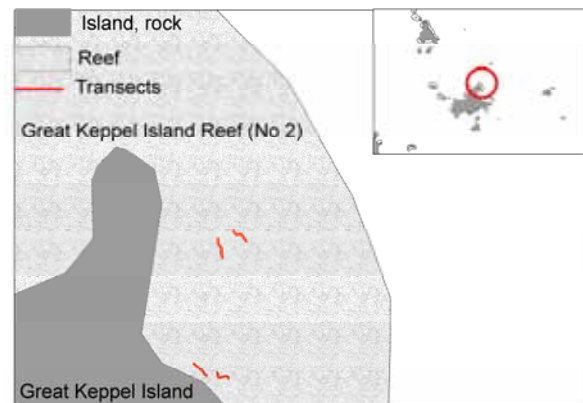 Island, rock
Reef
Transects
Great Keppel Island Reef (No 2)
Great Keppel Island